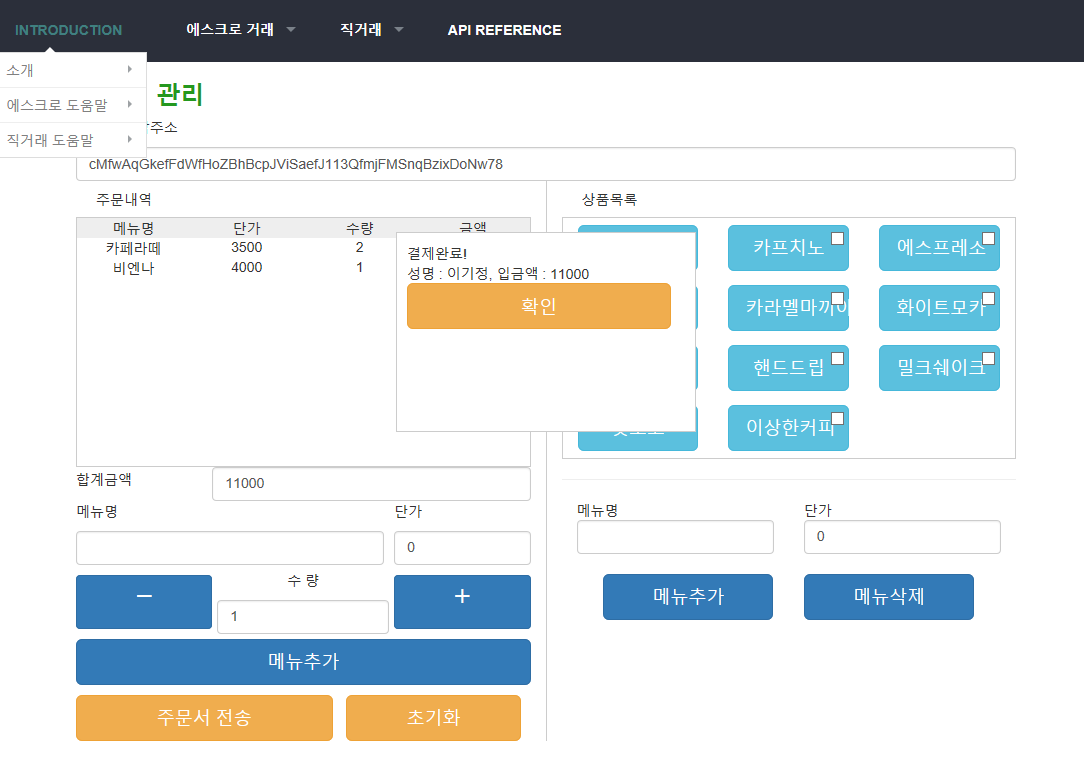 INTRODUCTION 에스크로 거래 직거래 API REFERENCE
소개
에스크로 도움말
직거래 도움말
관리
주소
cMfwAqGkefFdWfHoZBhBcpJViSaefJ113QfmjFMSnqBzixDoNw78
주문내역
메뉴명 단가 수량 금액
카페라떼 3500 2
비엔나 4000 1
결제완료!
성명 : 이기정, 입금액 : 11000
확인
상품목록
카프치노 에스프레소
카라멜마끼아 화이트모카
핸드드립 밀크쉐이크
이상한커피
합계금액 11000
메뉴명 단가
0
− 수 량 +
1
메뉴추가
주문서 전송 초기화
메뉴명 단가
0
메뉴추가 메뉴삭제